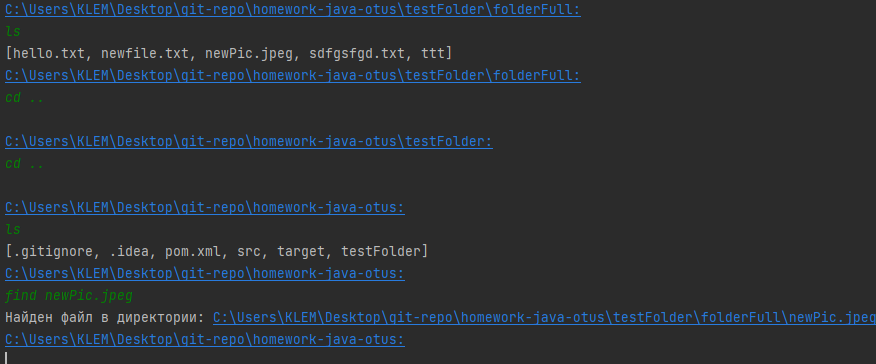 C:\Users\KLEM\Desktop\git-repo\homework-java-otus\testFolder\folderFull:
ls
[hello.txt, newfile.txt, newPic.jpeg, sdfgsfgd.txt, ttt]
C:\Users\KLEM\Desktop\git-repo\homework-java-otus\testFolder\folderFull:
cd ..
C:\Users\KLEM\Desktop\git-repo\homework-java-otus\testFolder:
cd ..
C:\Users\KLEM\Desktop\git-repo\homework-java-otus:
ls
[.gitignore, .idea, pom.xml, src, target, testFolder]
C:\Users\KLEM\Desktop\git-repo\homework-java-otus:
find newPic.jpeg
Найден файл в директории: C:\Users\KLEM\Desktop\git-repo\homework-java-otus\testFolder\folderFull\newPic.jpeg
C:\Users\KLEM\Desktop\git-repo\homework-java-otus: